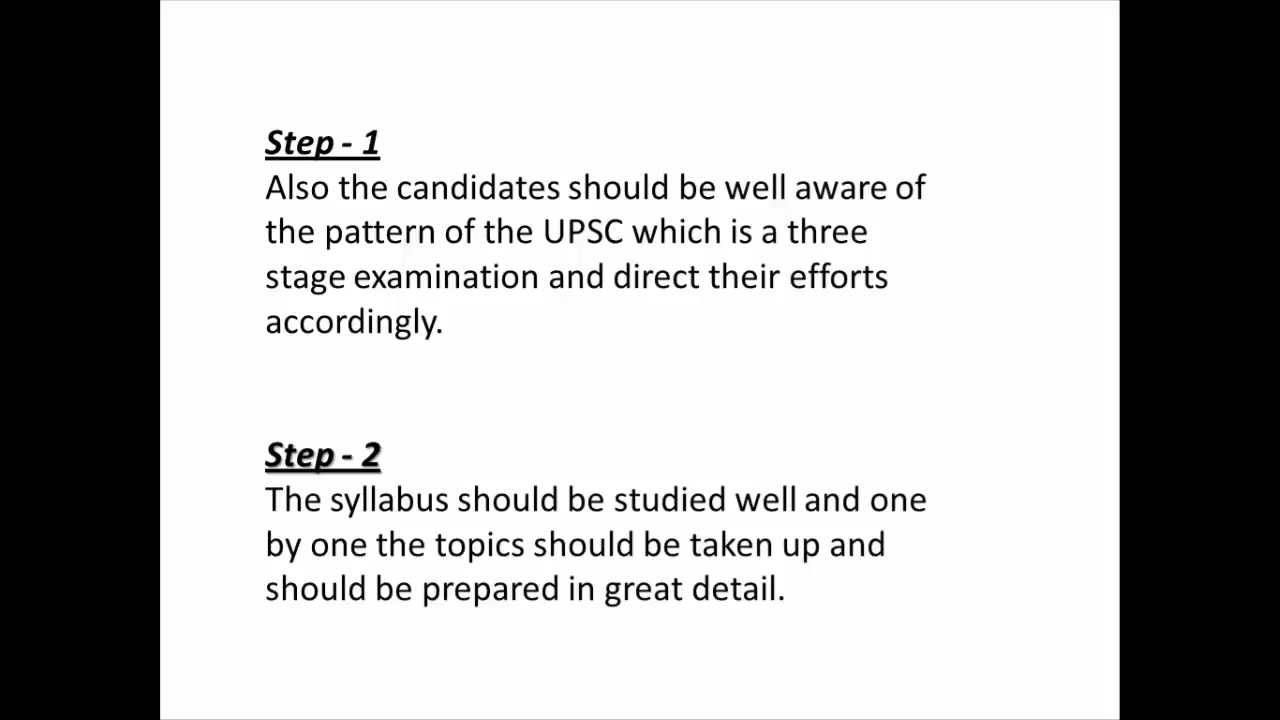 Step - 1
Also the candidates should be well aware of
the pattern of the UPSC which is a three
stage examination and direct their efforts
accordingly.
Step - 2
The syllabus should be studied well and one
by one the topics should be taken up and
should be prepared in great detail.